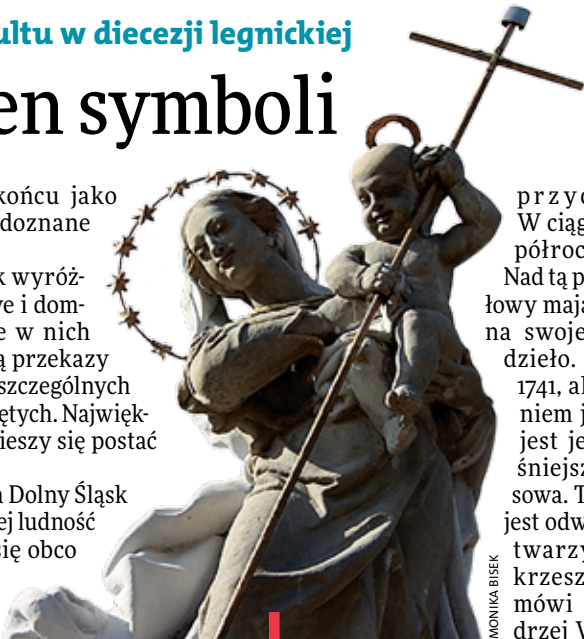 ultu w diecezji legnickiej
en symboli
końcu jako
doznane
k wyróż-
ve i dom-
e w nich
ą przekazy
szczególnych
ętych. Najwięk-
ieszy się postać
a Dolny Śląsk
ej ludność
się obco
przyc
W ciąg
półroc
Nad tą p
łowy mają
na swoje
dzieło.
1741, al
niem j
jest je
śniejsz
sowa. T
jest odw
twarzy
krzesz
mówi
drzej W
MONIKA BISEK